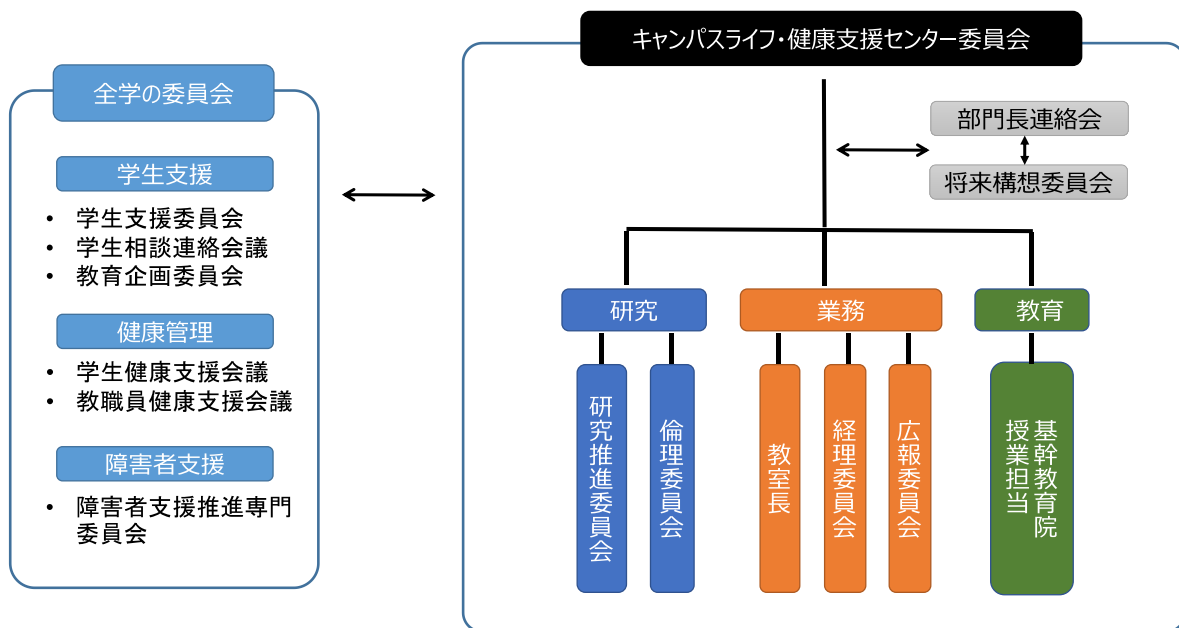 キャンパスライフ・健康支援センター委員会
全学の委員会
学生支援
• 学生支援委員会
• 学生相談連絡会議
• 教育企画委員会
健康管理
• 学生健康支援会議
• 教職員健康支援会議
障害者支援
• 障害者支援推進専門
委員会
部門長連絡会
将来構想委員会
研究
業務
教育
研究推進委員会
倫理委員会
教室長
経理委員会
広報委員会
基幹教育院
授業担当